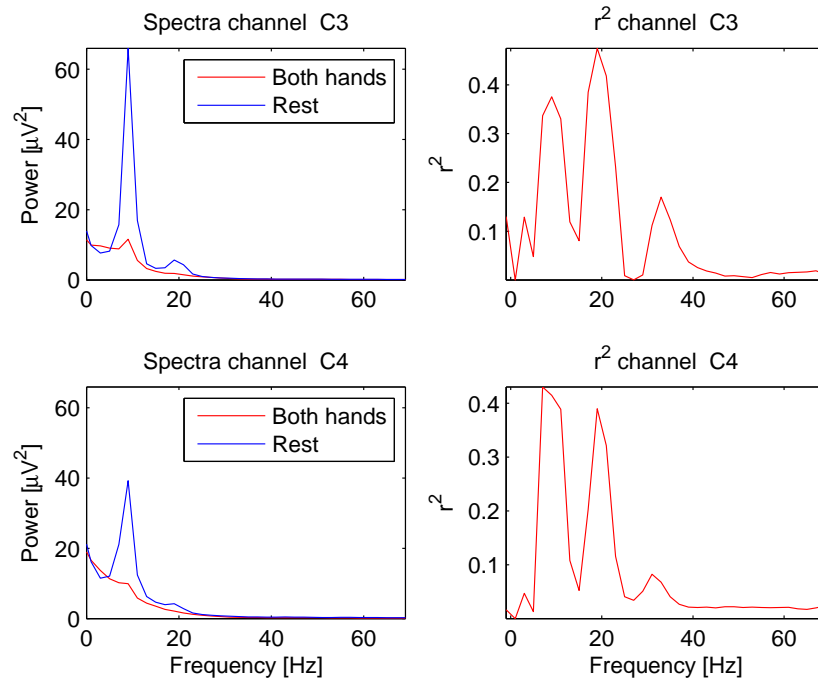 Spectra channel C3
Power [μV²]
60
40
20
0
Both hands
Rest
0 20 40 60
r² channel C3
r²
0.4
0.3
0.2
0.1
0 20 40 60
Spectra channel C4
Power [μV²]
60
40
20
0
Both hands
Rest
0 20 40 60
Frequency [Hz]
r² channel C4
r²
0.4
0.3
0.2
0.1
0 20 40 60
Frequency [Hz]